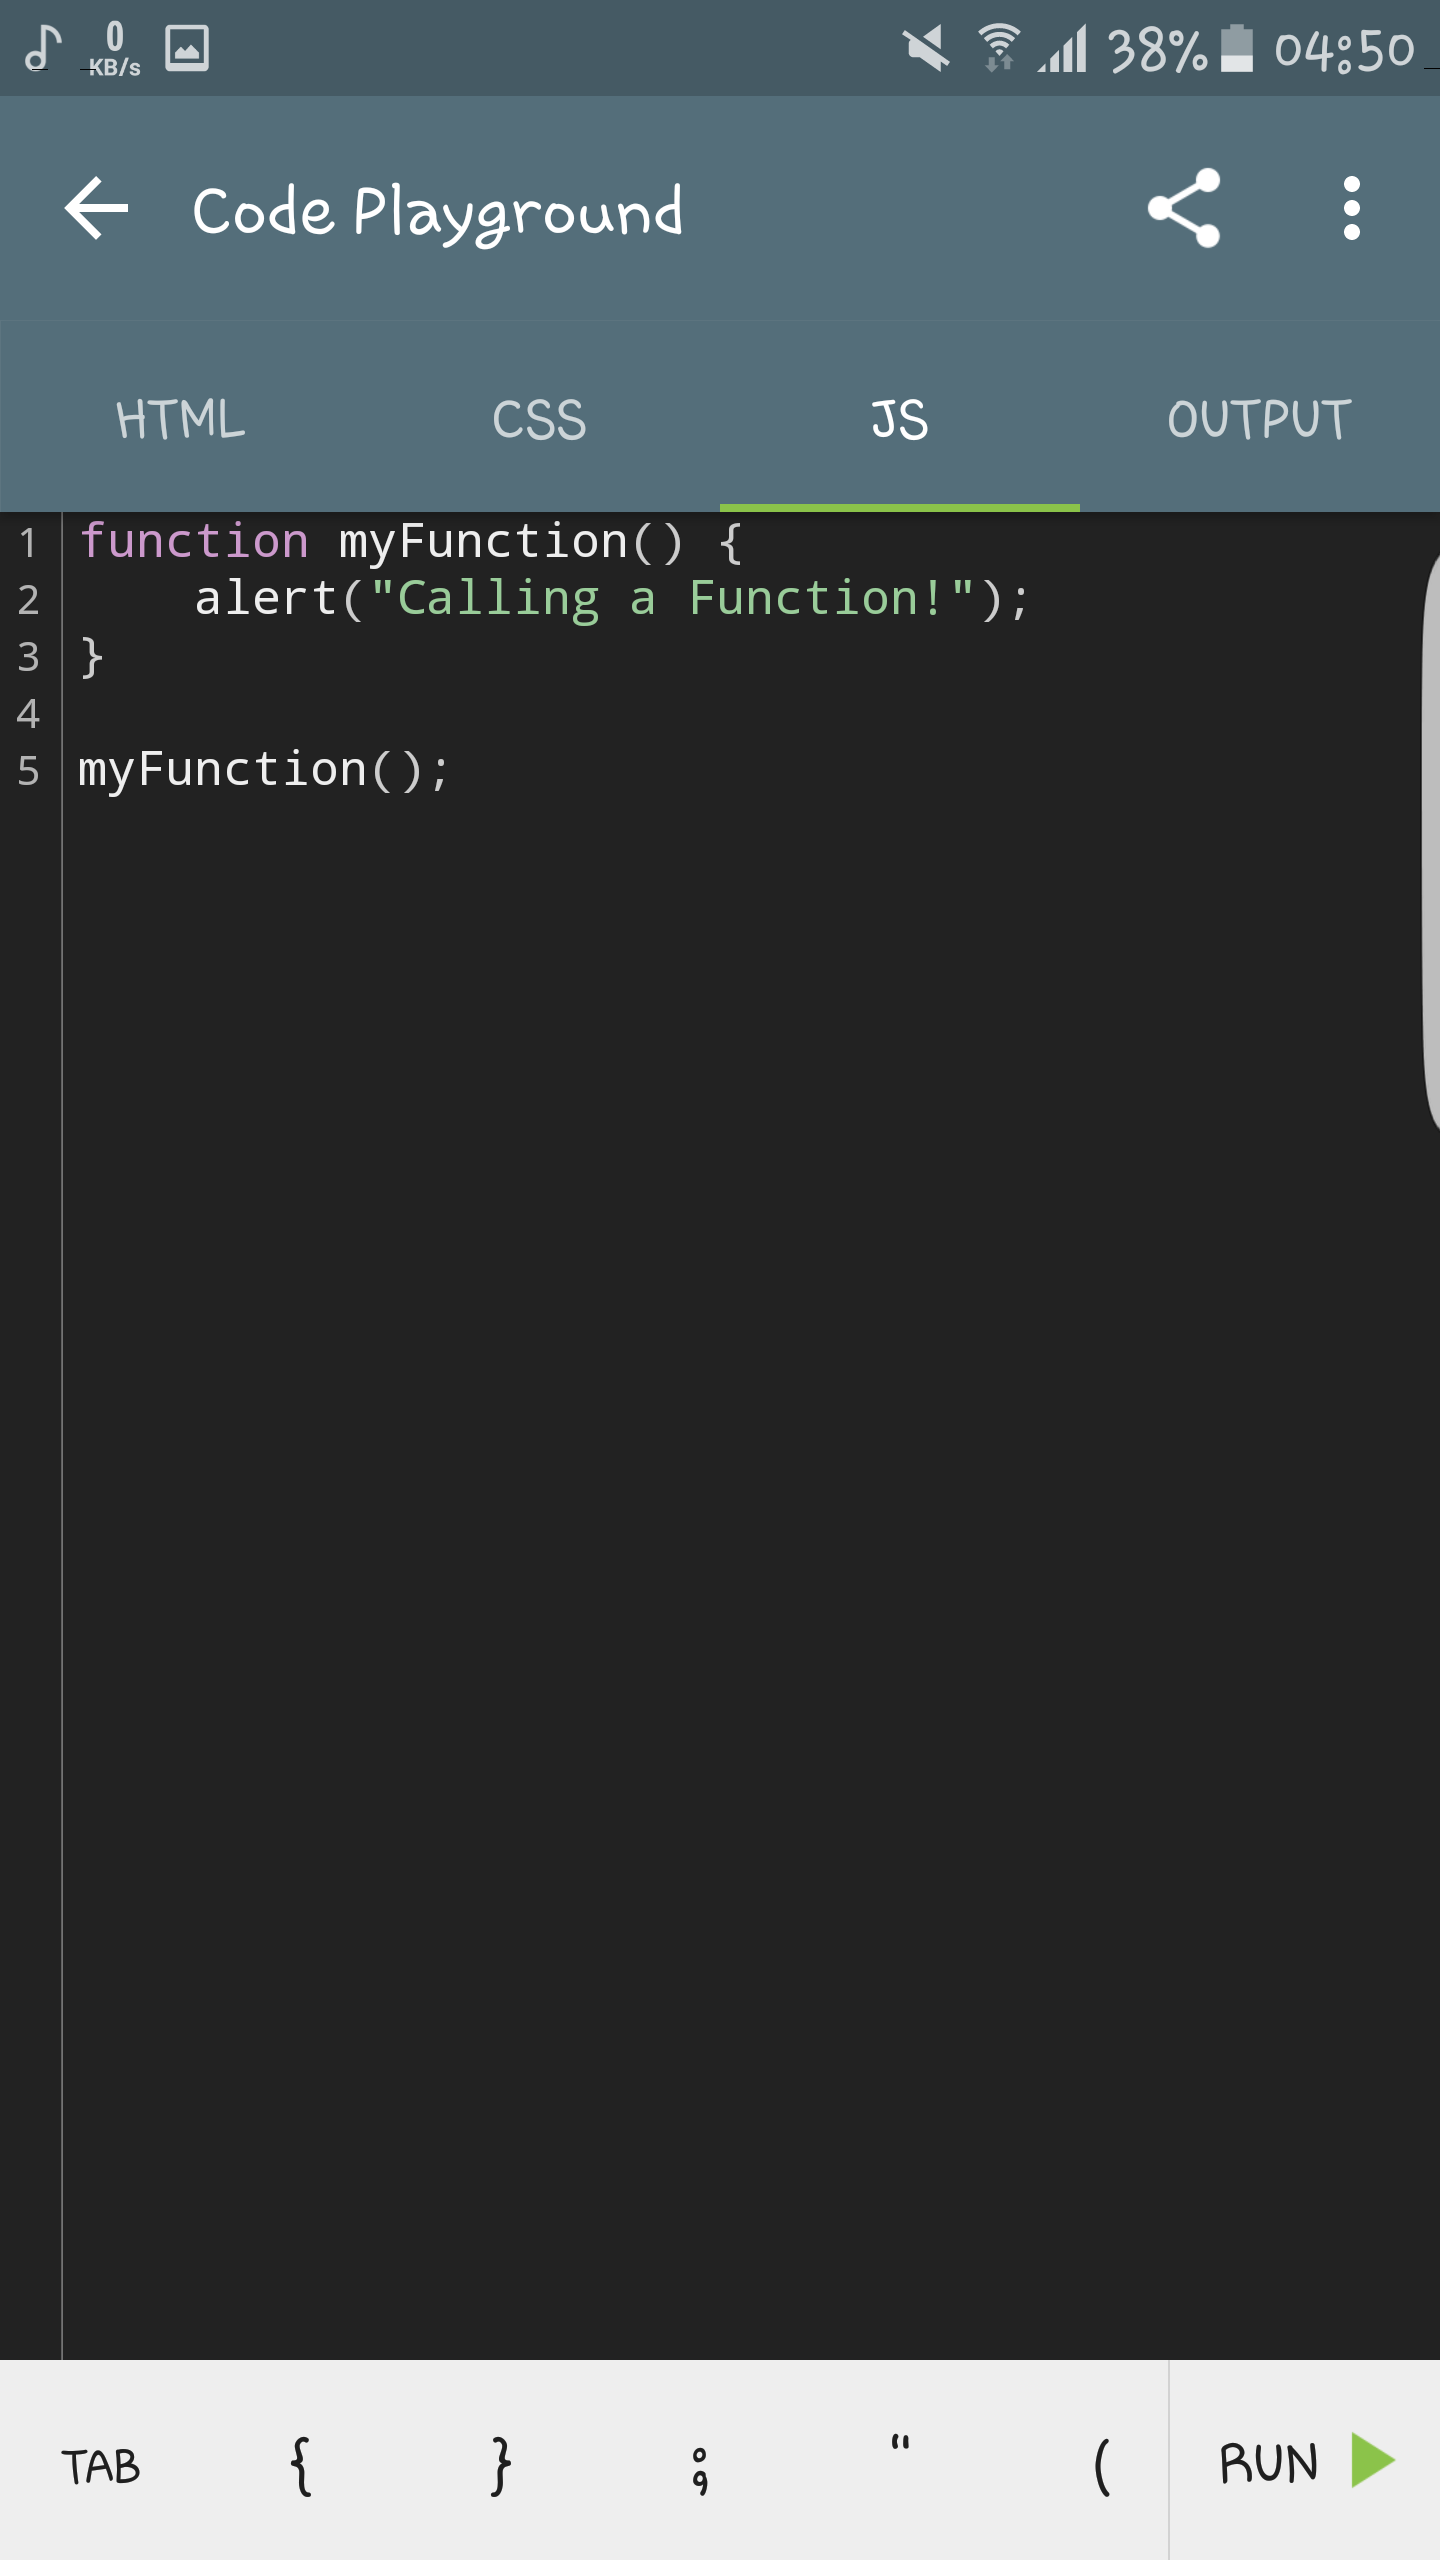 0 KB/s 38% 04:50
Code Playground
HTML CSS JS OUTPUT
1 function myFunction() {
2     alert("Calling a Function!");
3 }
4
5 myFunction();
TAB { } ; " ( RUN